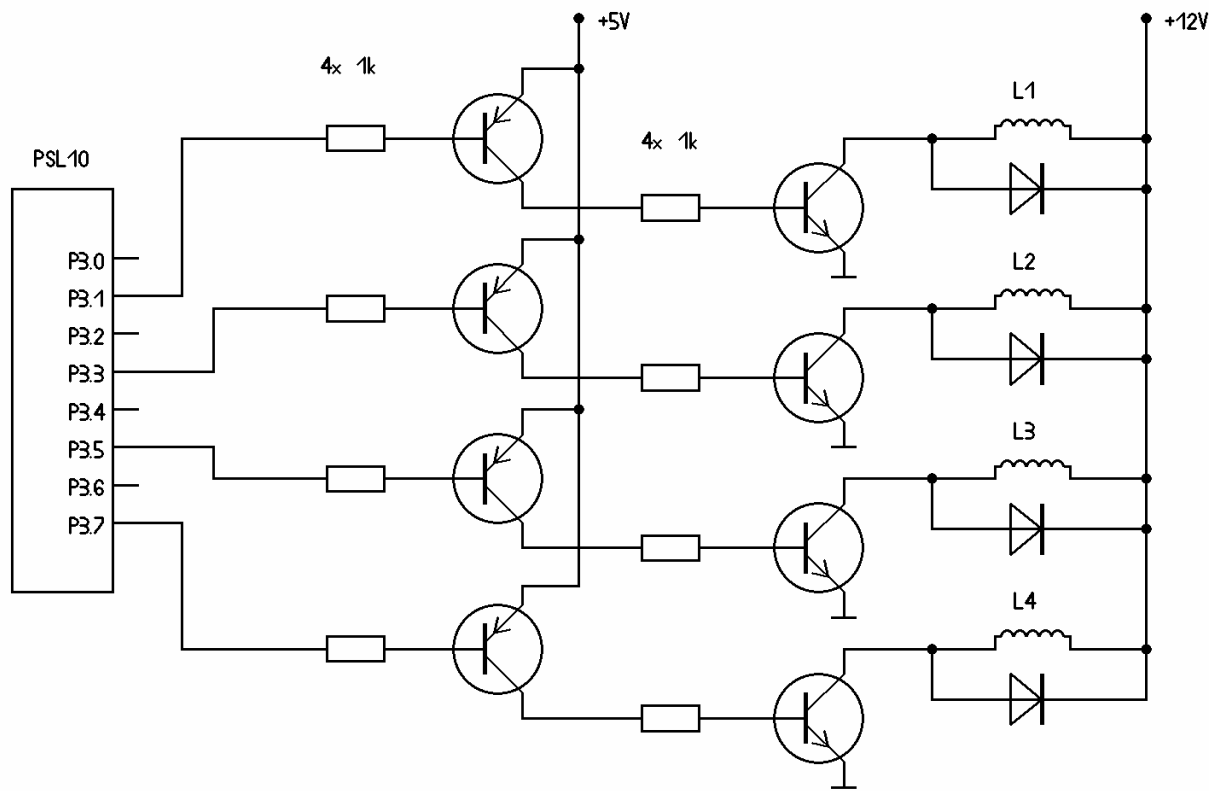 +5V
+12V
4x 1k
L1
4x 1k
PSL10
P3.0
P3.1
P3.2
P3.3
P3.4
P3.5
P3.6
P3.7
L2
L3
L4